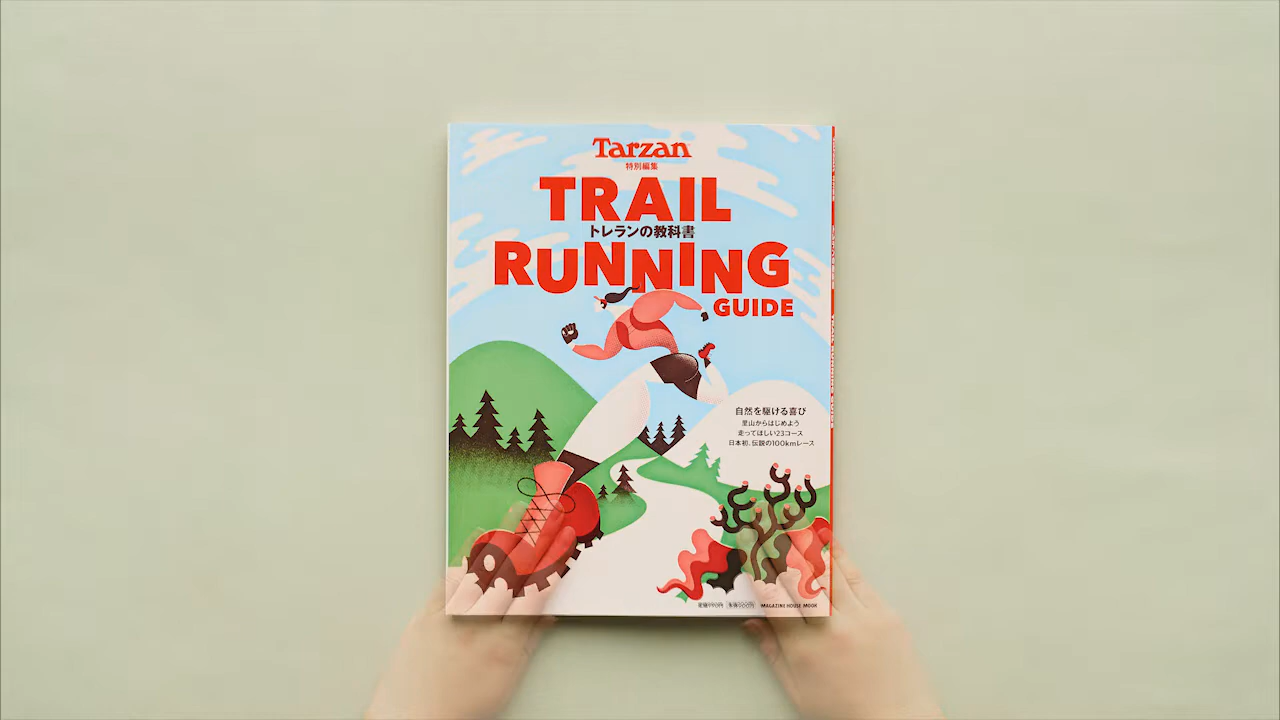 Tarzan
特別編集
TRAIL
トレランの教科書
RUNNING
GUIDE
自然を駆ける喜び
里山からはじめよう
走ってほしい23コース
日本初、伝説の100kmレース
MAGAZINE HOUSE MOOK